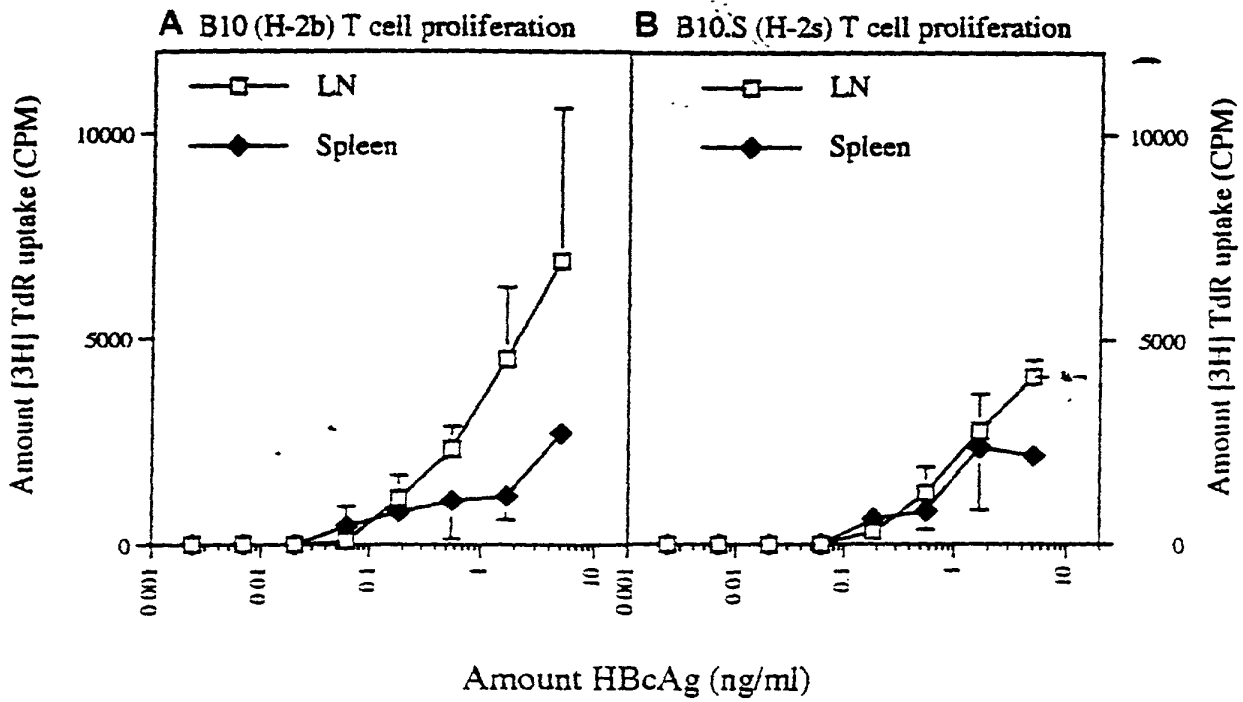 A B10 (H-2b) T cell proliferation
B B10.S (H-2s) T cell proliferation
LN
Spleen
LN
Spleen
Amount [3H] TdR uptake (CPM)
10000
5000
0
10000
5000
0
Amount [3H] TdR uptake (CPM)
0.001
0.01
0.1
1
10
0.001
0.01
0.1
1
10
Amount HBcAg (ng/ml)